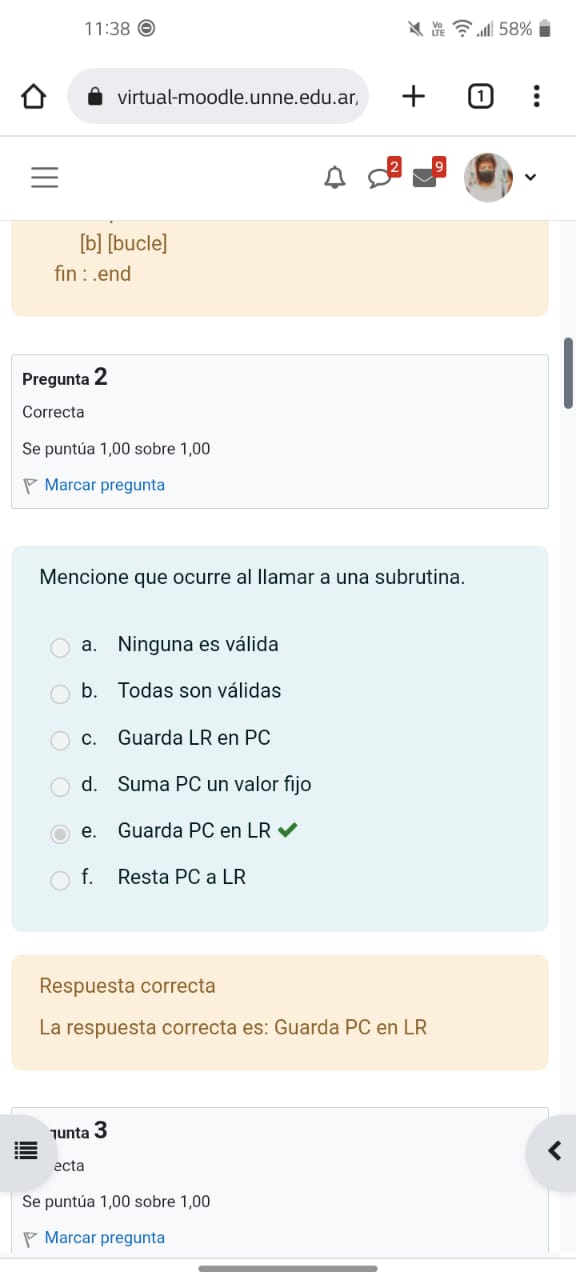 11:38
Vo
LTE
58%
virtual-moodle.unne.edu.ar,
1
2
9
[b] [bucle]
fin : .end
Pregunta 2
Correcta
Se puntúa 1,00 sobre 1,00
Marcar pregunta
Mencione que ocurre al llamar a una subrutina.
a. Ninguna es válida
b. Todas son válidas
c. Guarda LR en PC
d. Suma PC un valor fijo
e. Guarda PC en LR
f. Resta PC a LR
Respuesta correcta
La respuesta correcta es: Guarda PC en LR
gunta 3
ecta
Se puntúa 1,00 sobre 1,00
Marcar pregunta